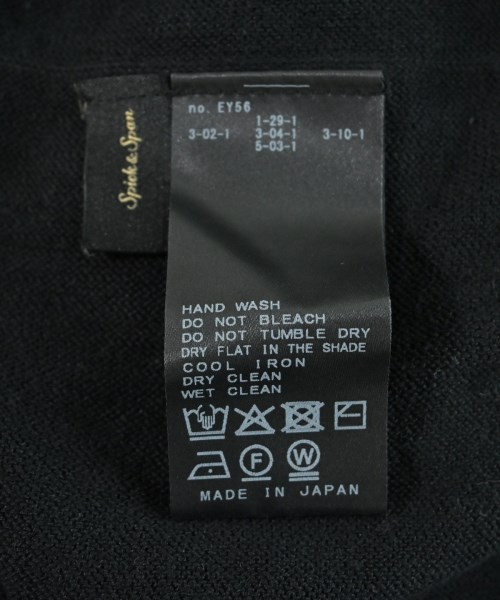 Spick & Span
no. EY56
1-29-1
3-02-1 3-04-1 3-10-1
5-03-1
HAND WASH
DO NOT BLEACH
DO NOT TUMBLE DRY
DRY FLAT IN THE SHADE
COOL IRON
DRY CLEAN
WET CLEAN
F W
MADE IN JAPAN